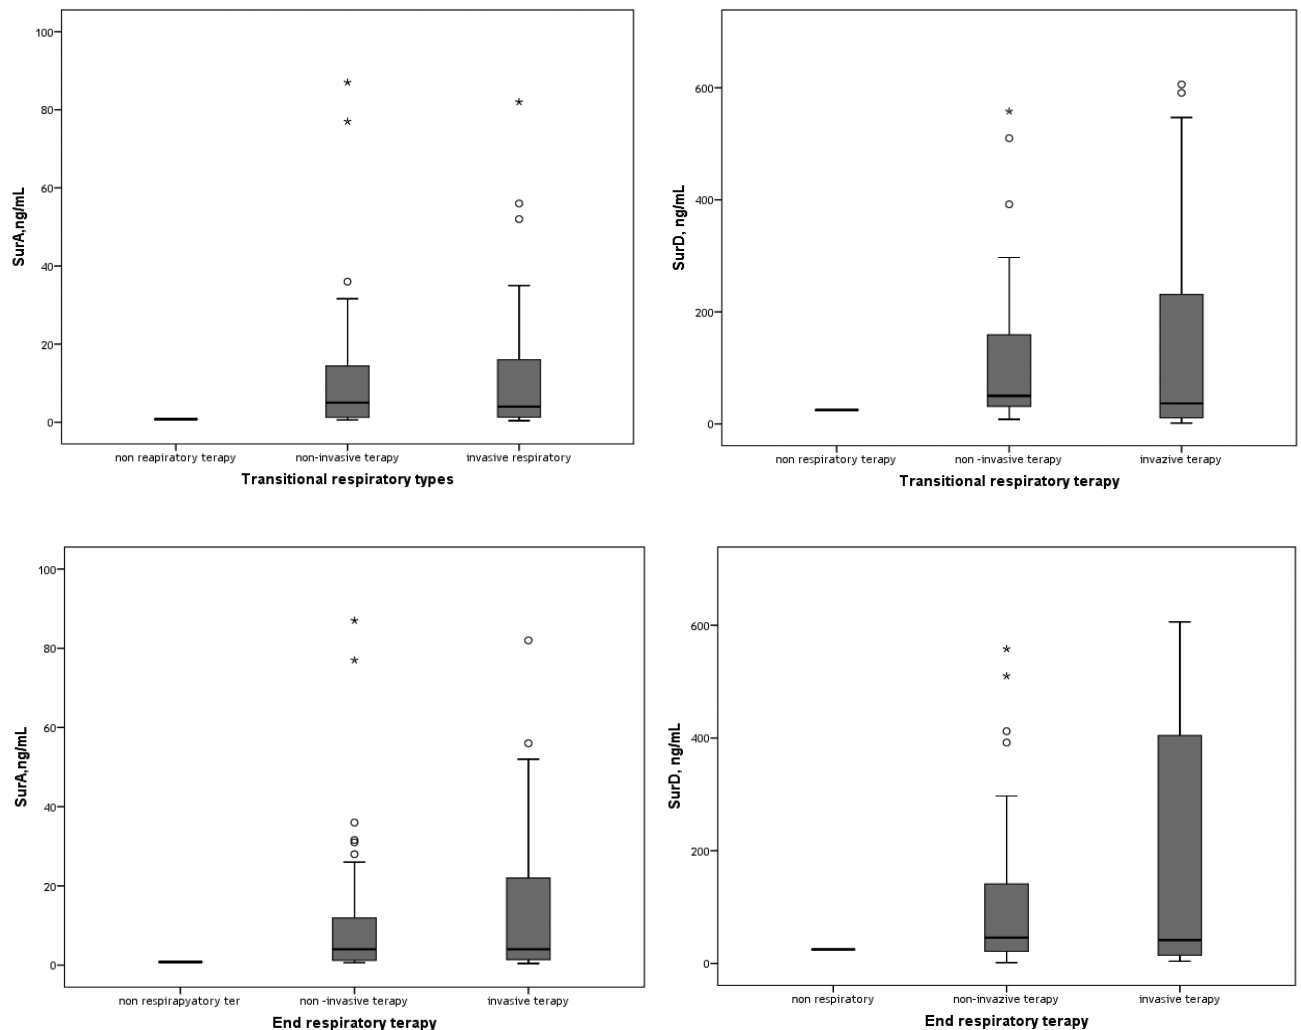 100
80
60
40
20
0
SurA,ng/mL
non reapiratory terapy
non-invasive terapy
invasive respiratory
Transitional respiratory types
600
400
200
0
SurD, ng/mL
non respiratory terapy
non -invasive terapy
invazive terapy
Transitional respiratory terapy
100
80
60
40
20
0
SurA,ng/mL
non respirapyatory ter
non -invasive terapy
invasive terapy
End respiratory terapy
600
400
200
0
SurD, ng/mL
non respiratory
non-invazive terapy
invasive terapy
End respiratory terapy